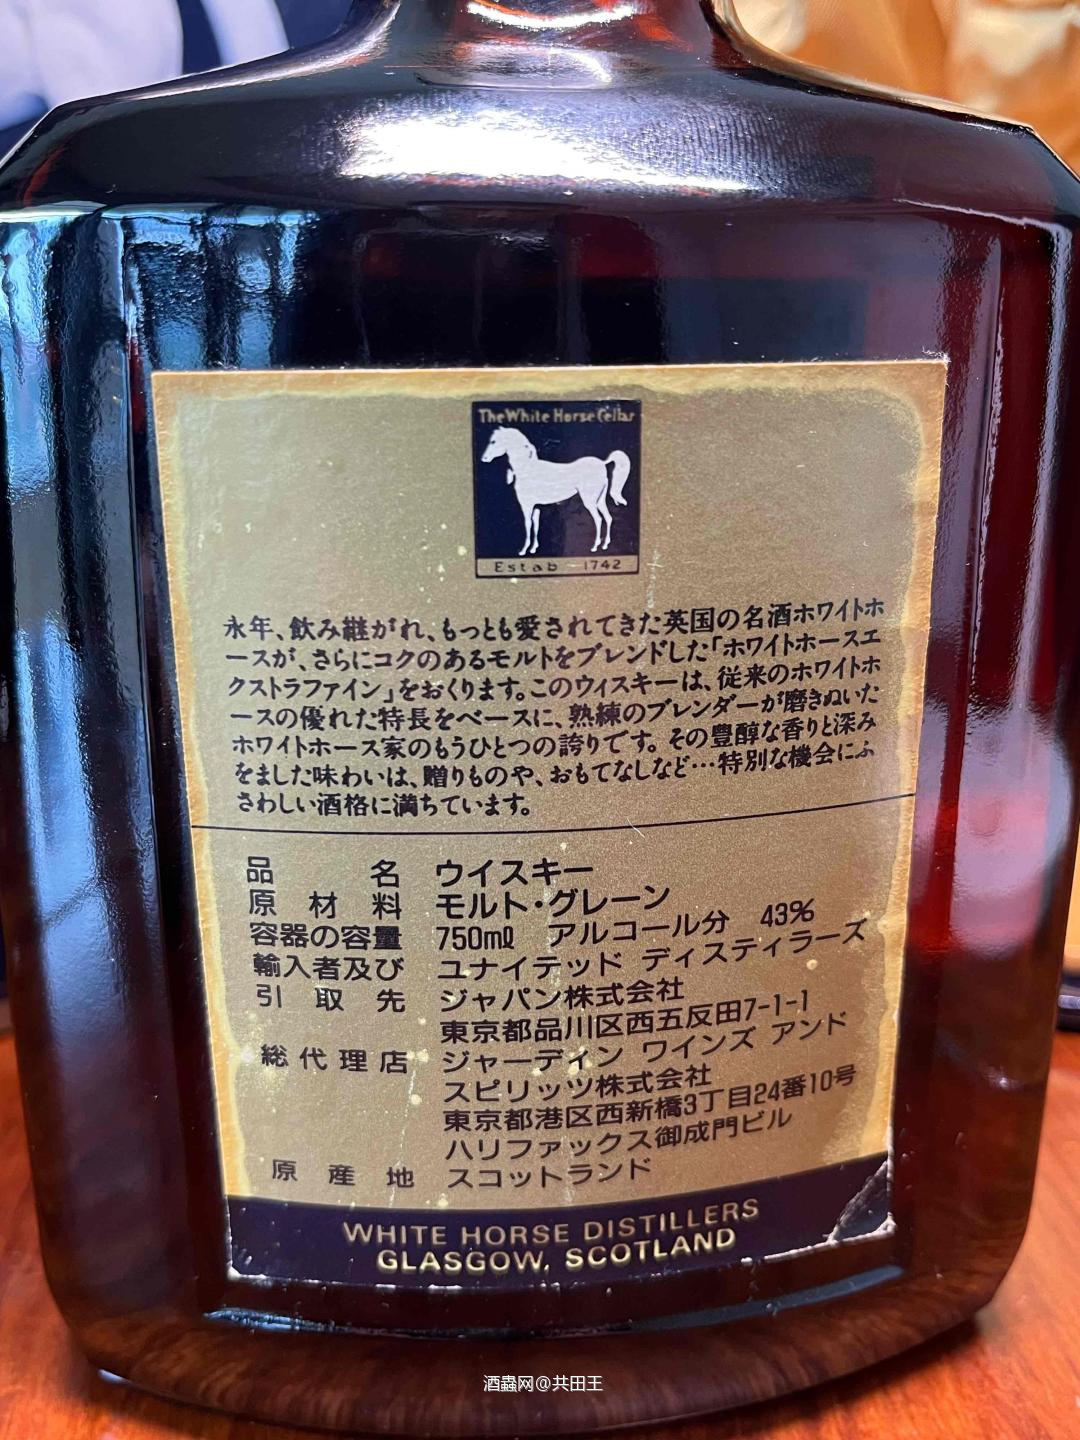 The White Horse Cellar
Estab 1742
永年、飲み継がれ、もっとも愛されてきた英国の名酒ホワイトホ
ースが、さらにコクのあるモルトをブレンドした「ホワイトホースエ
クストラファイン」をおくります。このウィスキーは、従来のホワイトホ
ースの優れた特長をベースに、熟練のブレンダーが磨きぬいた
ホワイトホース家のもうひとつの誇りです。その豊醇な香りと深み
をました味わいは、贈りものや、おもてなしなど…特別な機会にふ
さわしい酒格に満ちています。
品名 ウイスキー
原材料 モルト・グレーン
容器の容量 750mℓ アルコール分 43%
輸入者及び ユナイテッド ディスティラーズ
引取先 ジャパン株式会社
東京都品川区西五反田7-1-1
総代理店 ジャーディン ワインズ アンド
スピリッツ株式会社
東京都港区西新橋3丁目24番10号
ハリファックス御成門ビル
原産地 スコットランド
WHITE HORSE DISTILLERS
GLASGOW, SCOTLAND
酒蟲网@共田王